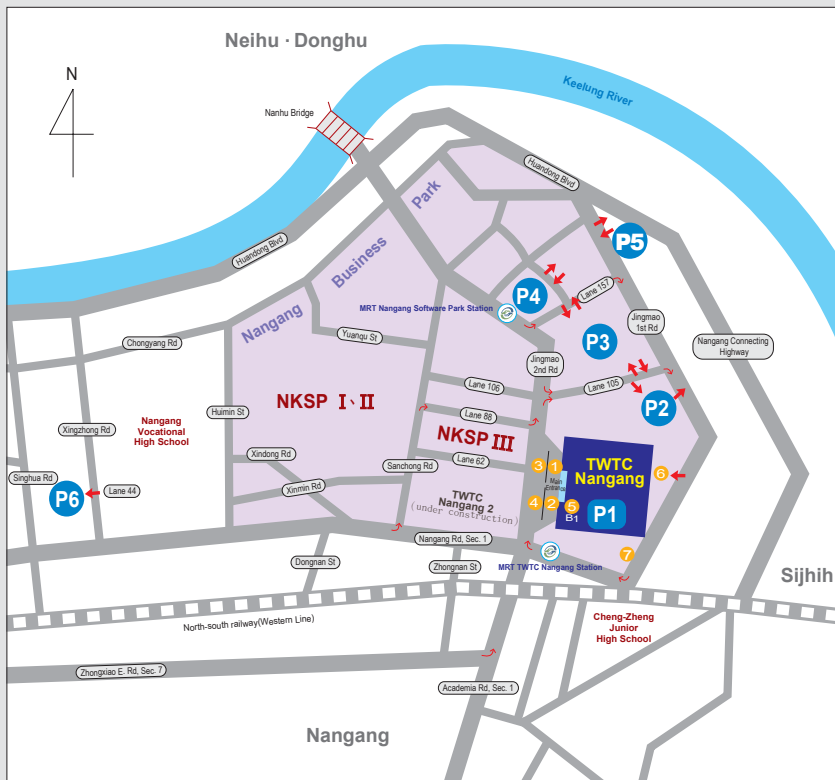 Neihu · Donghu
N
Keelung River
Nanhu Bridge
Huandong Blvd
Park
Business
Nangang
Huandong Blvd
P5
P4
Lane 157
MRT Nangang Software Park Station
Jingmao
1st Rd
Yuanqu St
P3
Nangang Connecting
Highway
Chongyang Rd
Jingmao
2nd Rd
Lane 106
Lane 105
NKSP I、II
Huimin St
P2
Lane 88
Nangang
Vocational
High School
Xingzhong Rd
NKSP III
Xindong Rd
Sanchong Rd
Lane 62
TWTC
Nangang
3
1
6
Main
Entrance
Singhua Rd
P6
Lane 44
Xinmin Rd
TWTC
Nangang 2
(under construction)
4
2
5
B1
P1
Nangang Rd, Sec. 1
7
Dongnan St
Zhongnan St
MRT TWTC Nangang Station
Sijhih
North-south railway(Western Line)
Cheng-Zheng
Junior
High School
Zhongxiao E. Rd, Sec. 7
Academia Rd, Sec. 1
Nangang